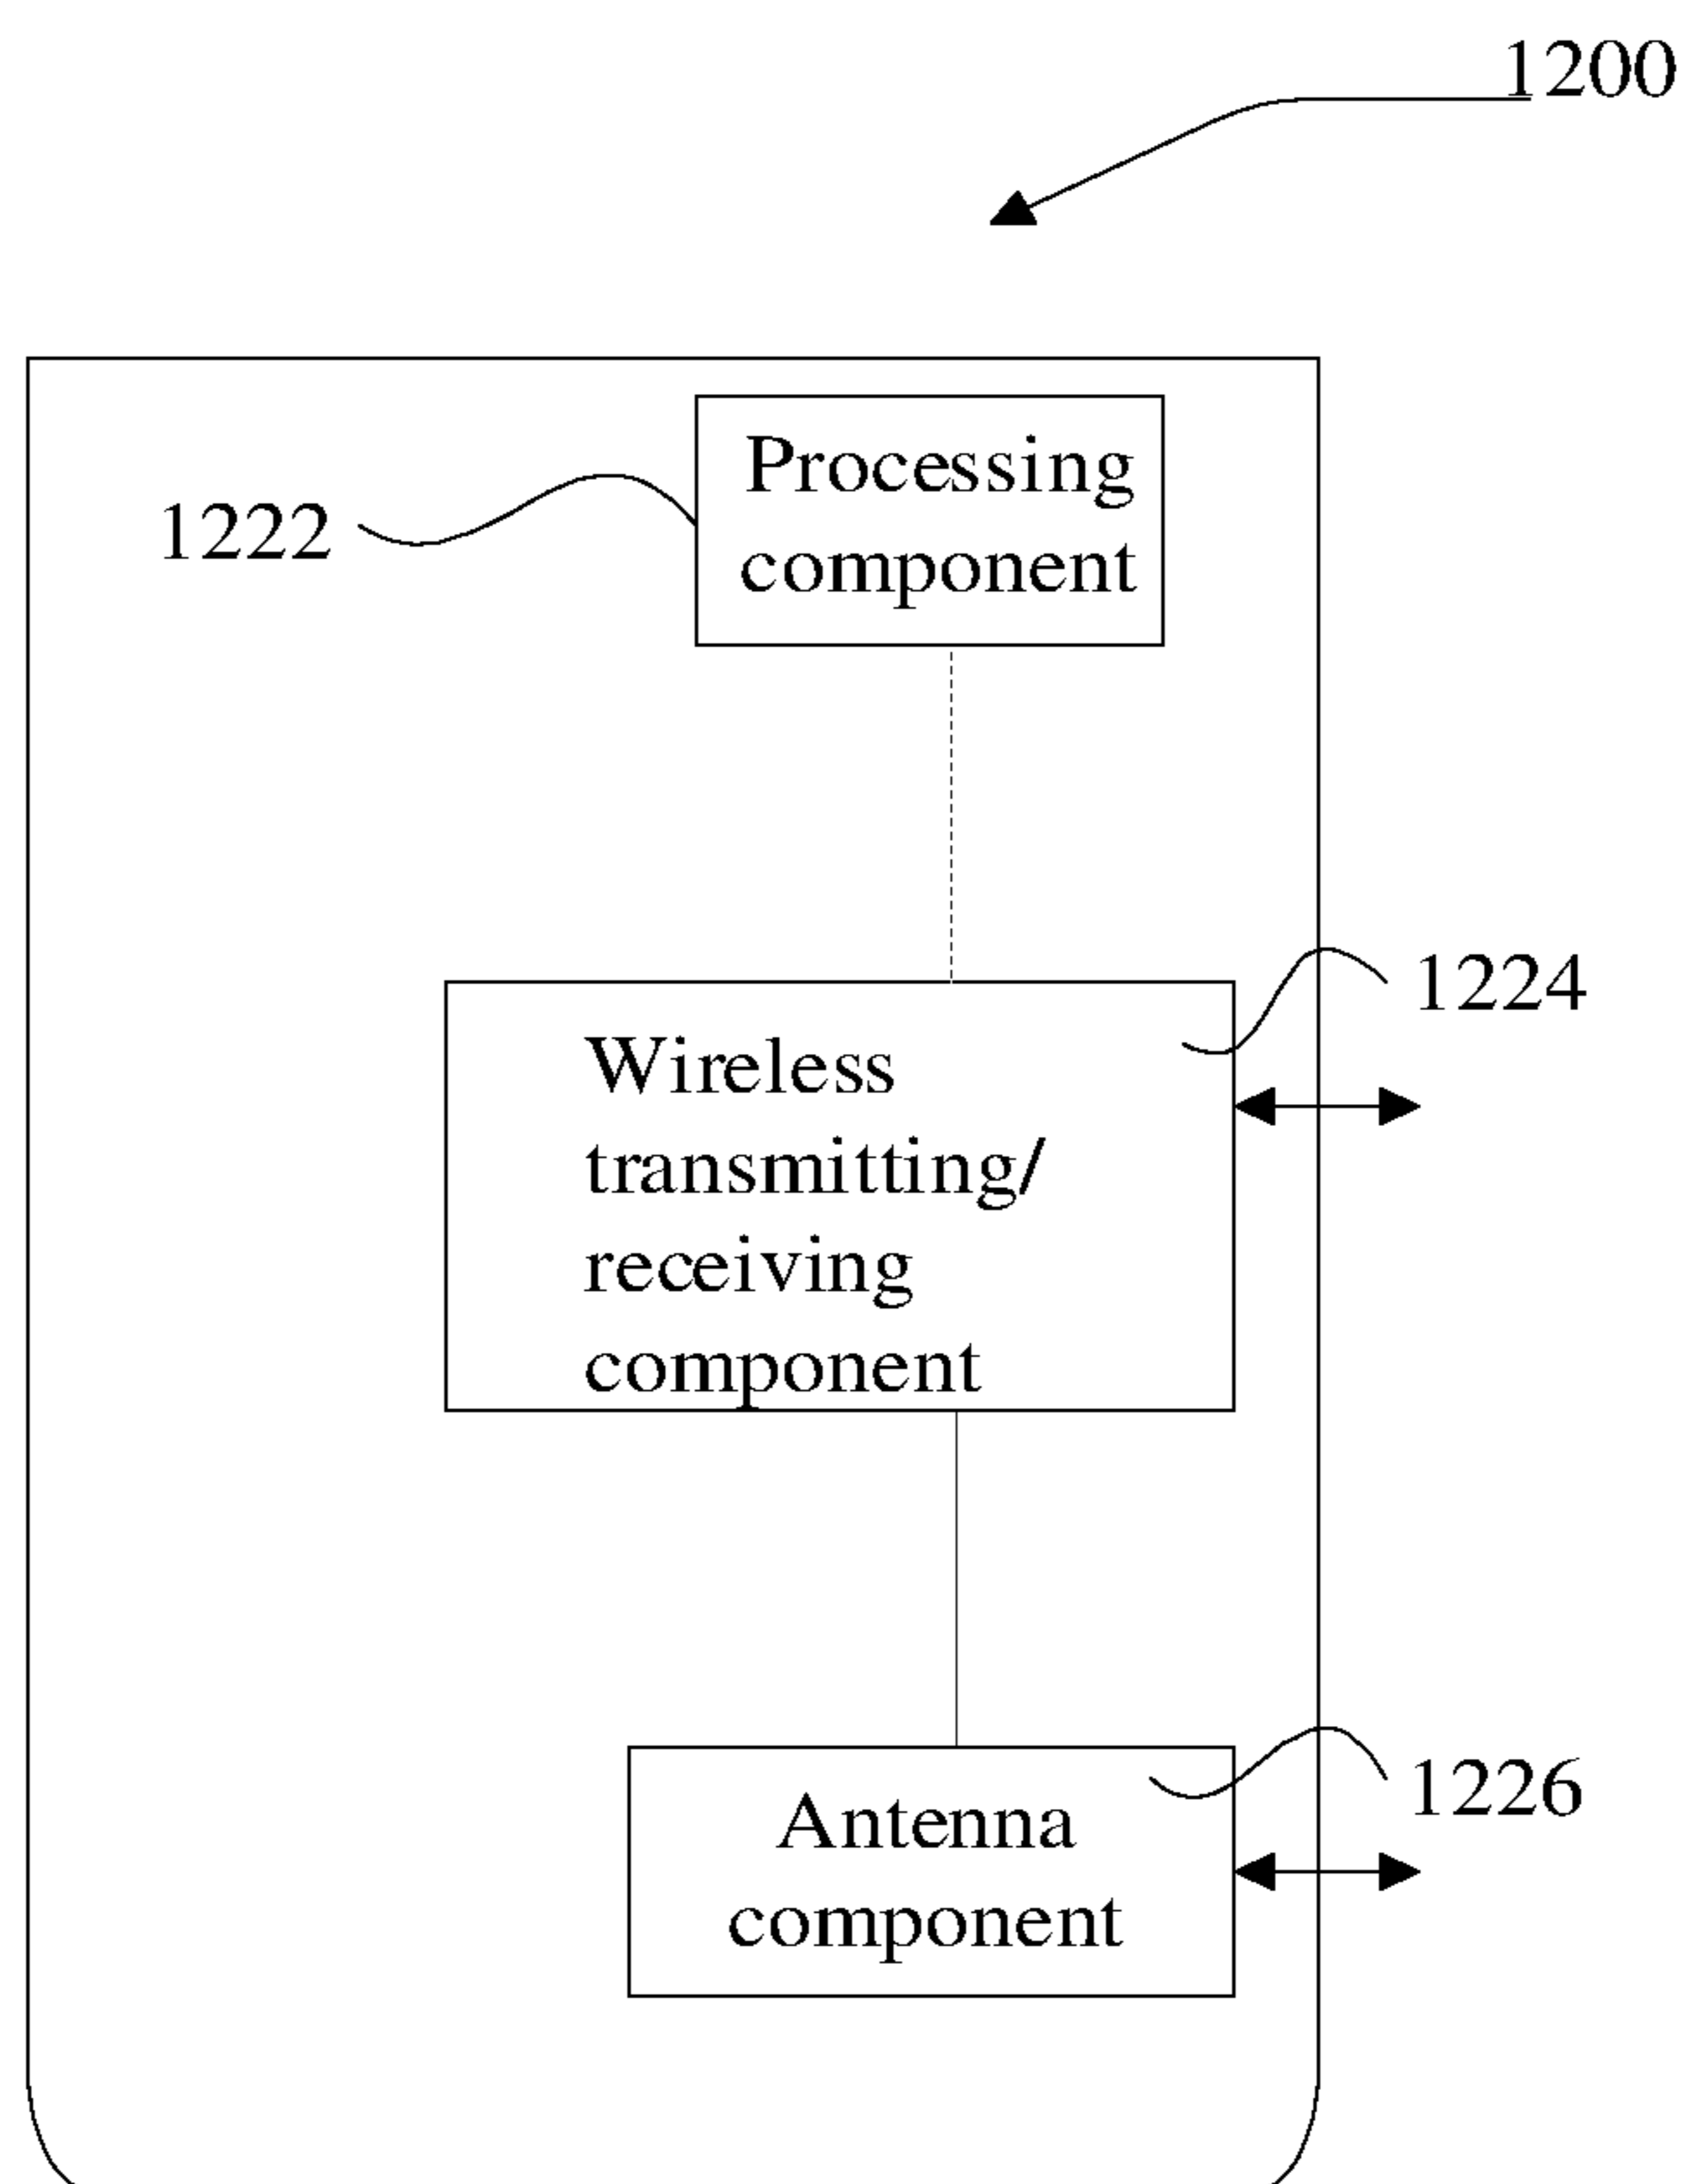 1200
Processing
component
1222
1224
Wireless
transmitting/
receiving
component
1226
Antenna
component